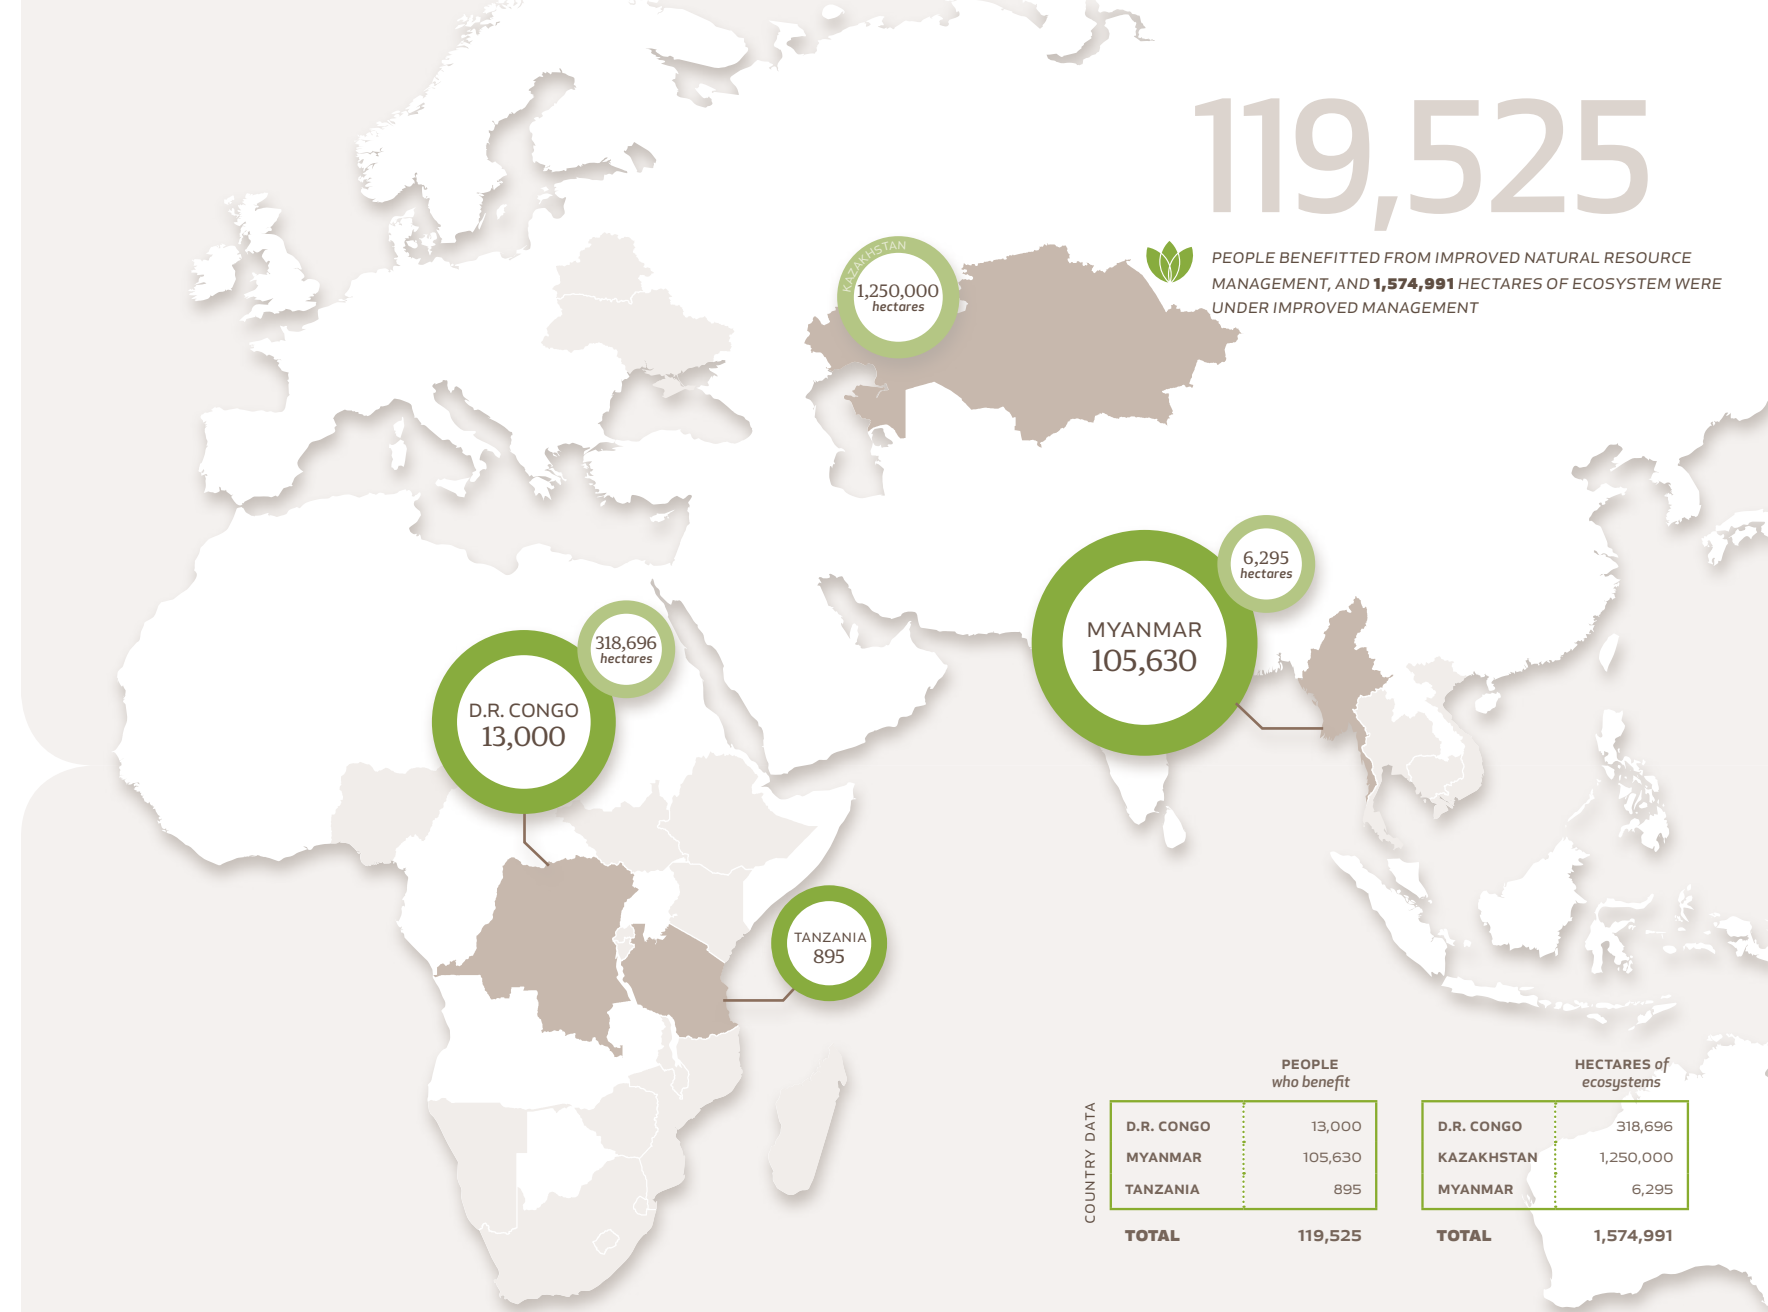 119,525
PEOPLE BENEFITTED FROM IMPROVED NATURAL RESOURCE
MANAGEMENT, AND 1,574,991 HECTARES OF ECOSYSTEM WERE
UNDER IMPROVED MANAGEMENT
KAZAKHSTAN
1,250,000
hectares
6,295
hectares
MYANMAR
105,630
318,696
hectares
D.R. CONGO
13,000
TANZANIA
895
COUNTRY DATA
PEOPLE
who benefit
D.R. CONGO 13,000
MYANMAR 105,630
TANZANIA 895
TOTAL 119,525
HECTARES of
ecosystems
D.R. CONGO 318,696
KAZAKHSTAN 1,250,000
MYANMAR 6,295
TOTAL 1,574,991